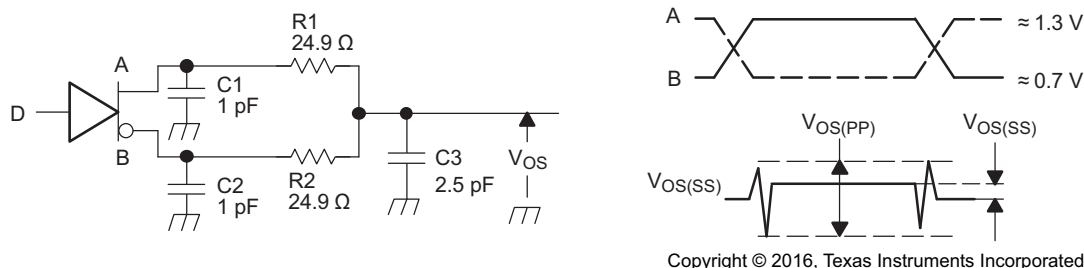 R1
24.9 Ω
A
C1
1 pF
D
B
C2
1 pF
R2
24.9 Ω
C3
2.5 pF
VOS
A
≈ 1.3 V
B
≈ 0.7 V
VOS(PP)
VOS(SS)
VOS(SS)
Copyright © 2016, Texas Instruments Incorporated